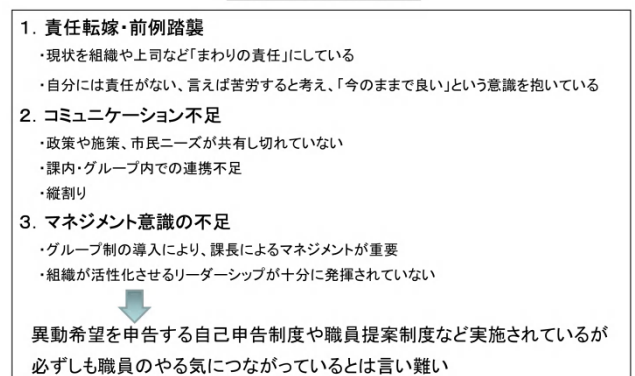 1. 責任転嫁・前例踏襲
・現状を組織や上司など「まわりの責任」にしている
・自分には責任がない、言えば苦労すると考え、「今のままで良い」という意識を抱いている
2. コミュニケーション不足
・政策や施策、市民ニーズが共有し切れていない
・課内・グループ内での連携不足
・縦割り
3. マネジメント意識の不足
・グループ制の導入により、課長によるマネジメントが重要
・組織が活性化させるリーダーシップが十分に発揮されていない
異動希望を申告する自己申告制度や職員提案制度など実施されているが
必ずしも職員のやる気につながっているとは言い難い